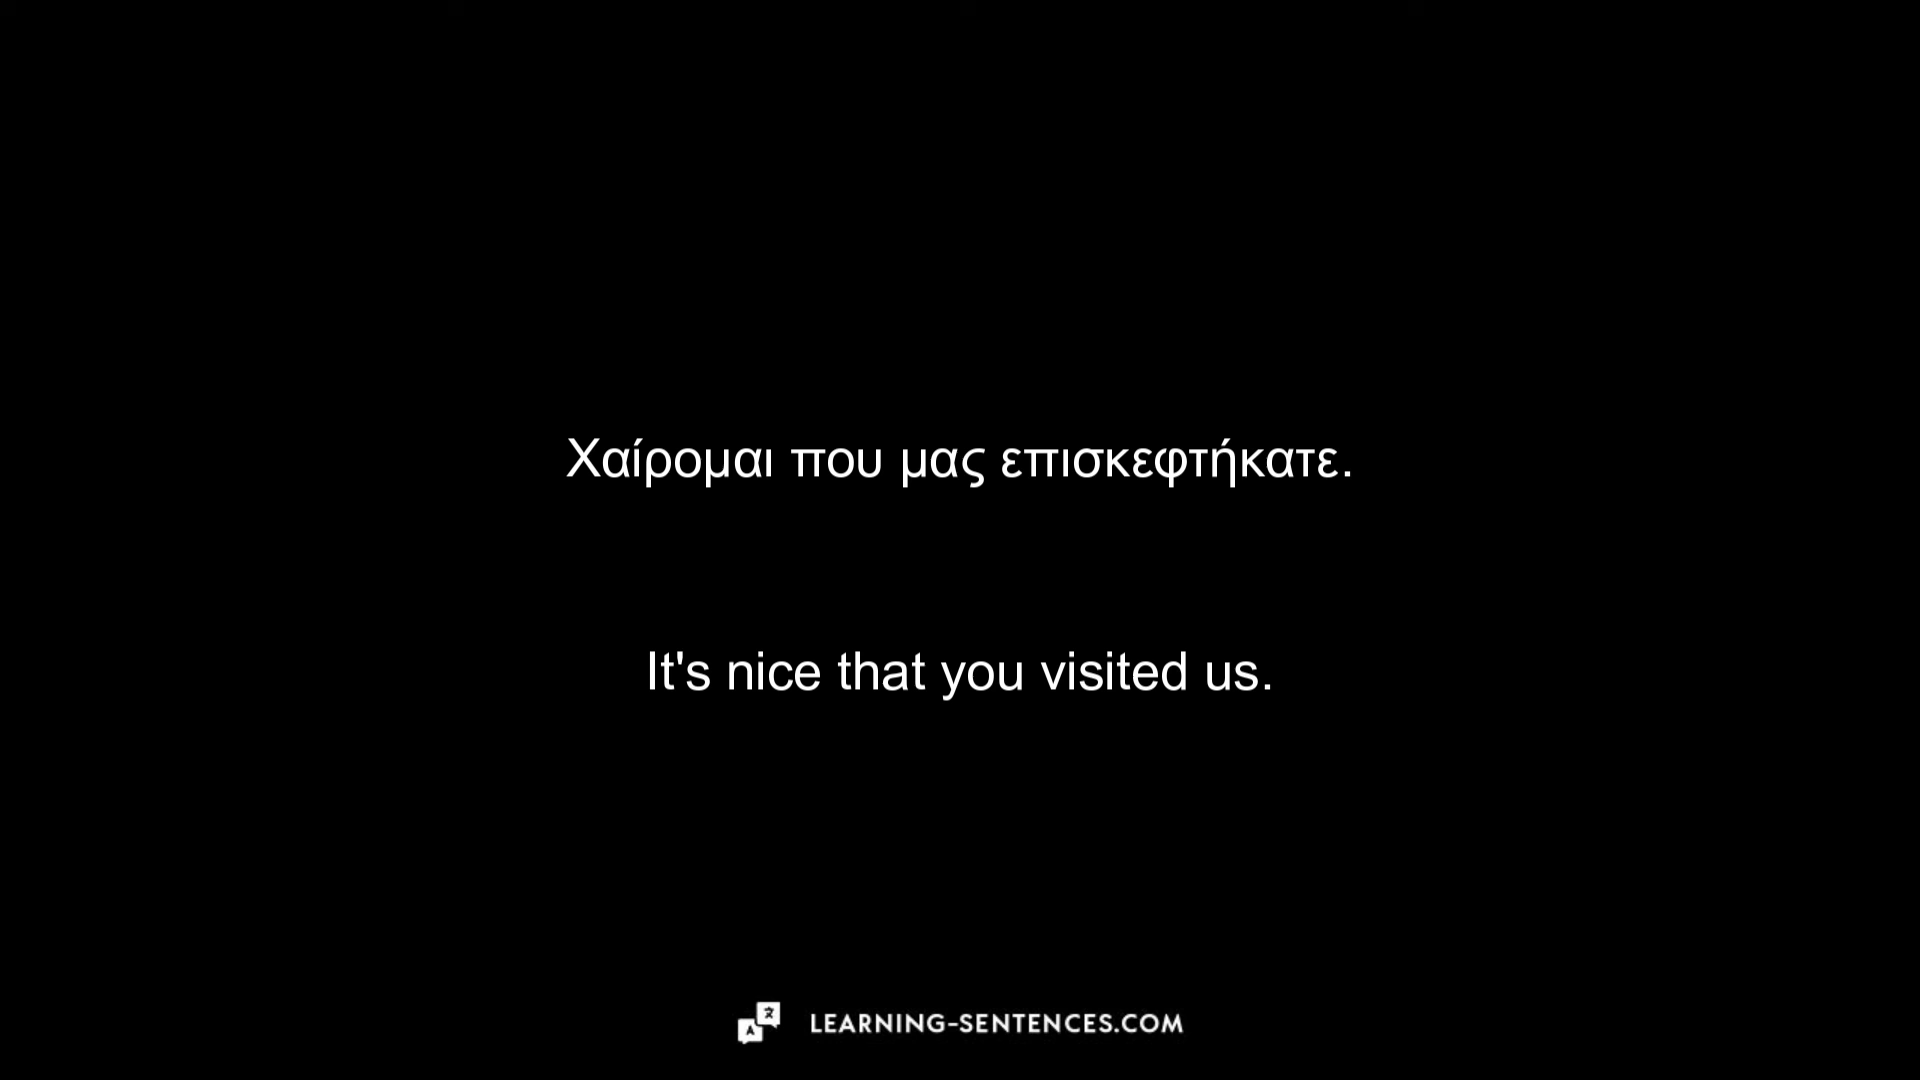 Χαίρομαι που μας επισκεφτήκατε.
It's nice that you visited us.
LEARNING-SENTENCES.COM